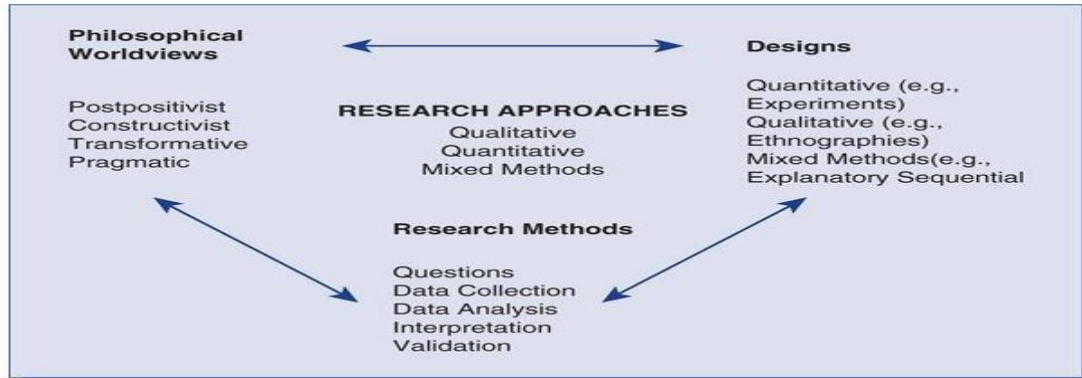 Philosophical
Worldviews
Postpositivist
Constructivist
Transformative
Pragmatic
RESEARCH APPROACHES
Qualitative
Quantitative
Mixed Methods
Designs
Quantitative (e.g.,
Experiments)
Qualitative (e.g.,
Ethnographies)
Mixed Methods(e.g.,
Explanatory Sequential
Research Methods
Questions
Data Collection
Data Analysis
Interpretation
Validation